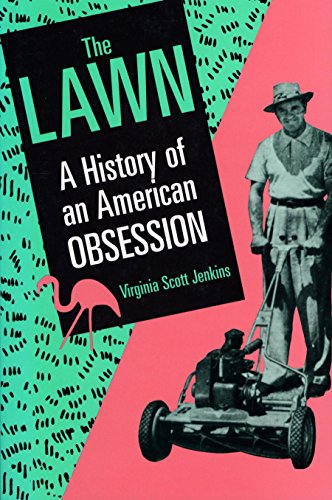 The
LAWN
A History of
an American
OBSESSION
Virginia Scott Jenkins